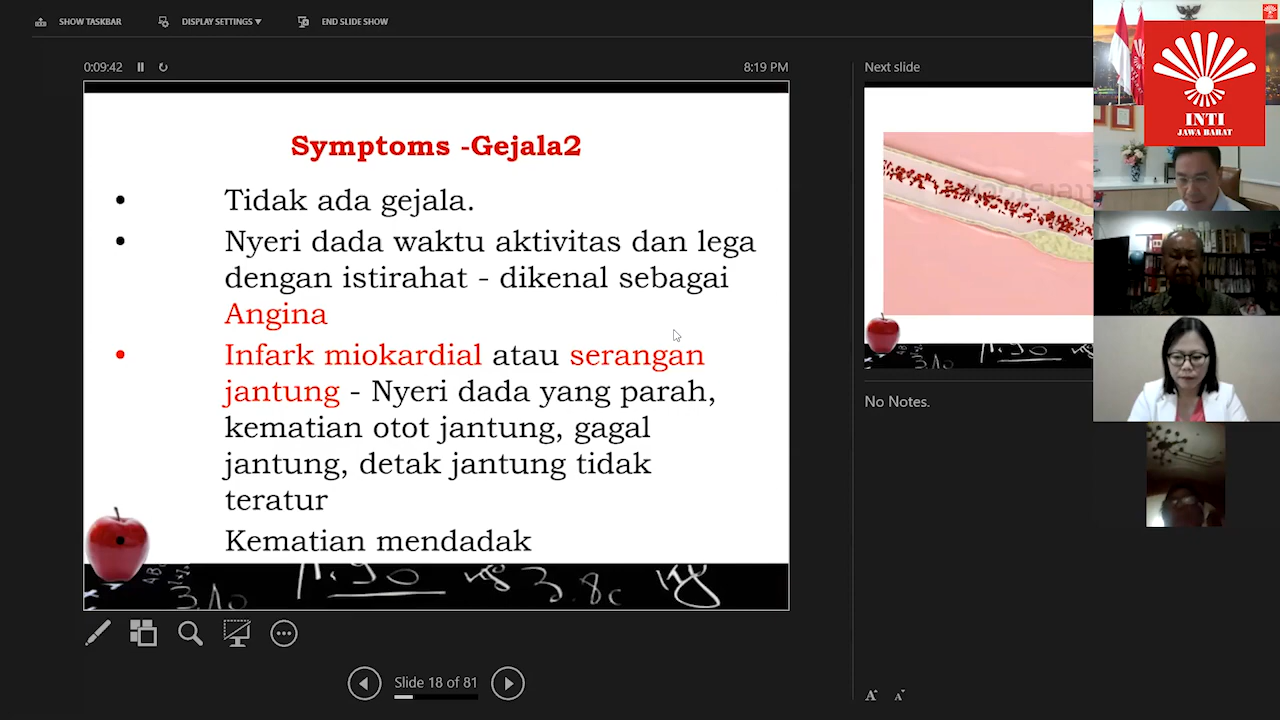 SHOW TASKBAR
DISPLAY SETTINGS ▼
END SLIDE SHOW
0:09:42
8:19 PM
Next slide
Symptoms -Gejala2
• Tidak ada gejala.
• Nyeri dada waktu aktivitas dan lega
dengan istirahat - dikenal sebagai
Angina
• Infark miokardial atau serangan
jantung - Nyeri dada yang parah,
kematian otot jantung, gagal
jantung, detak jantung tidak
teratur
• Kematian mendadak
3.8c
Slide 18 of 81
No Notes.
INTI
JAWA BARAT